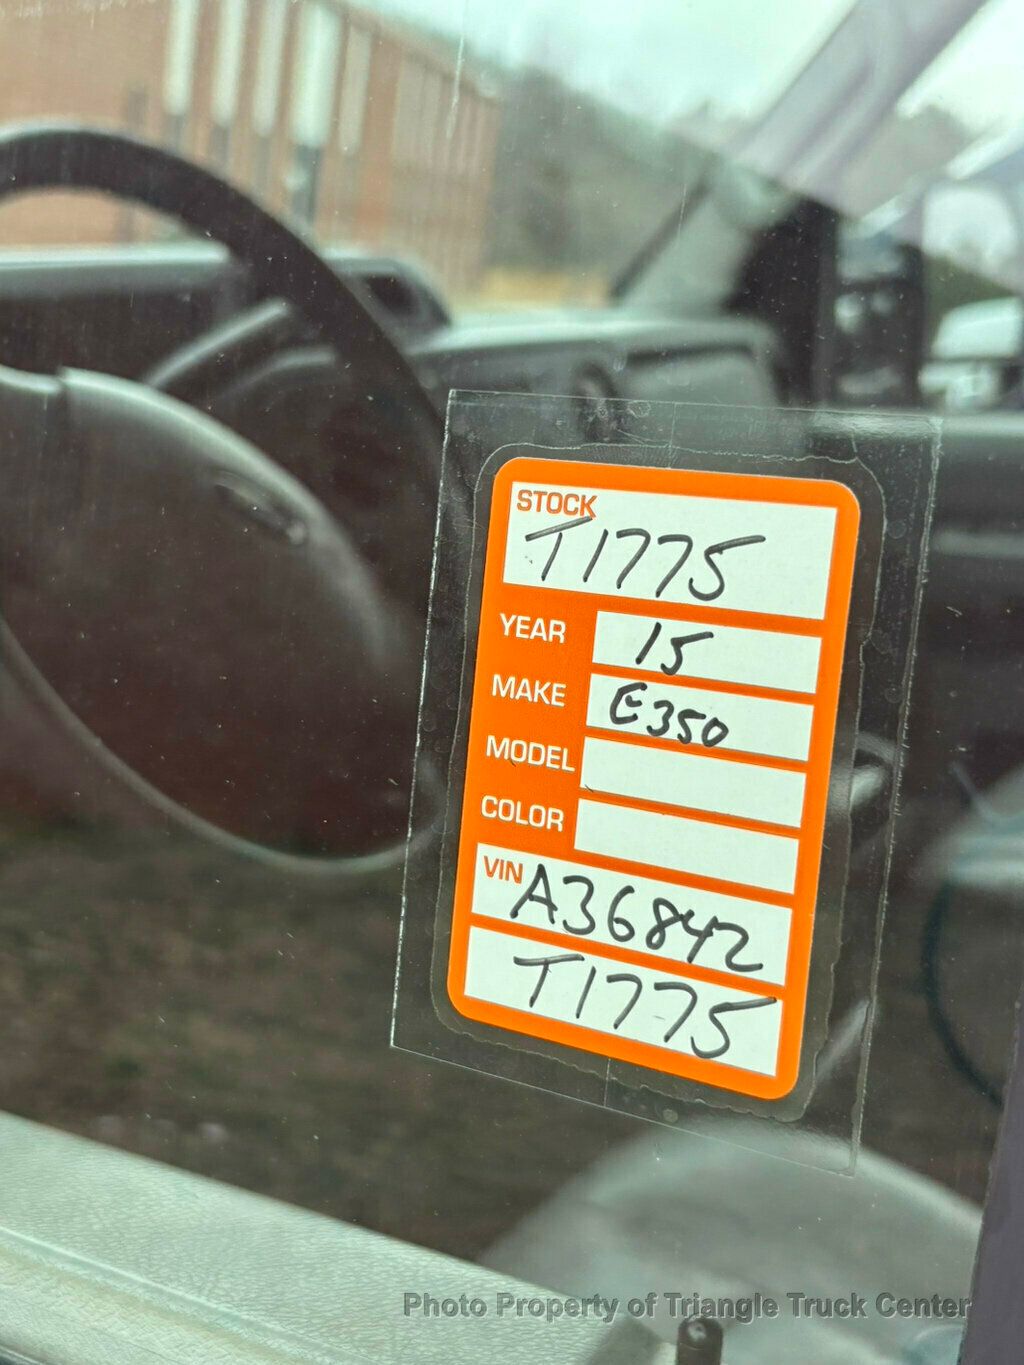 STOCK
T1775
YEAR 15
MAKE E350
MODEL
COLOR
VIN A36842
T1775
Photo Property of Triangle Truck Center